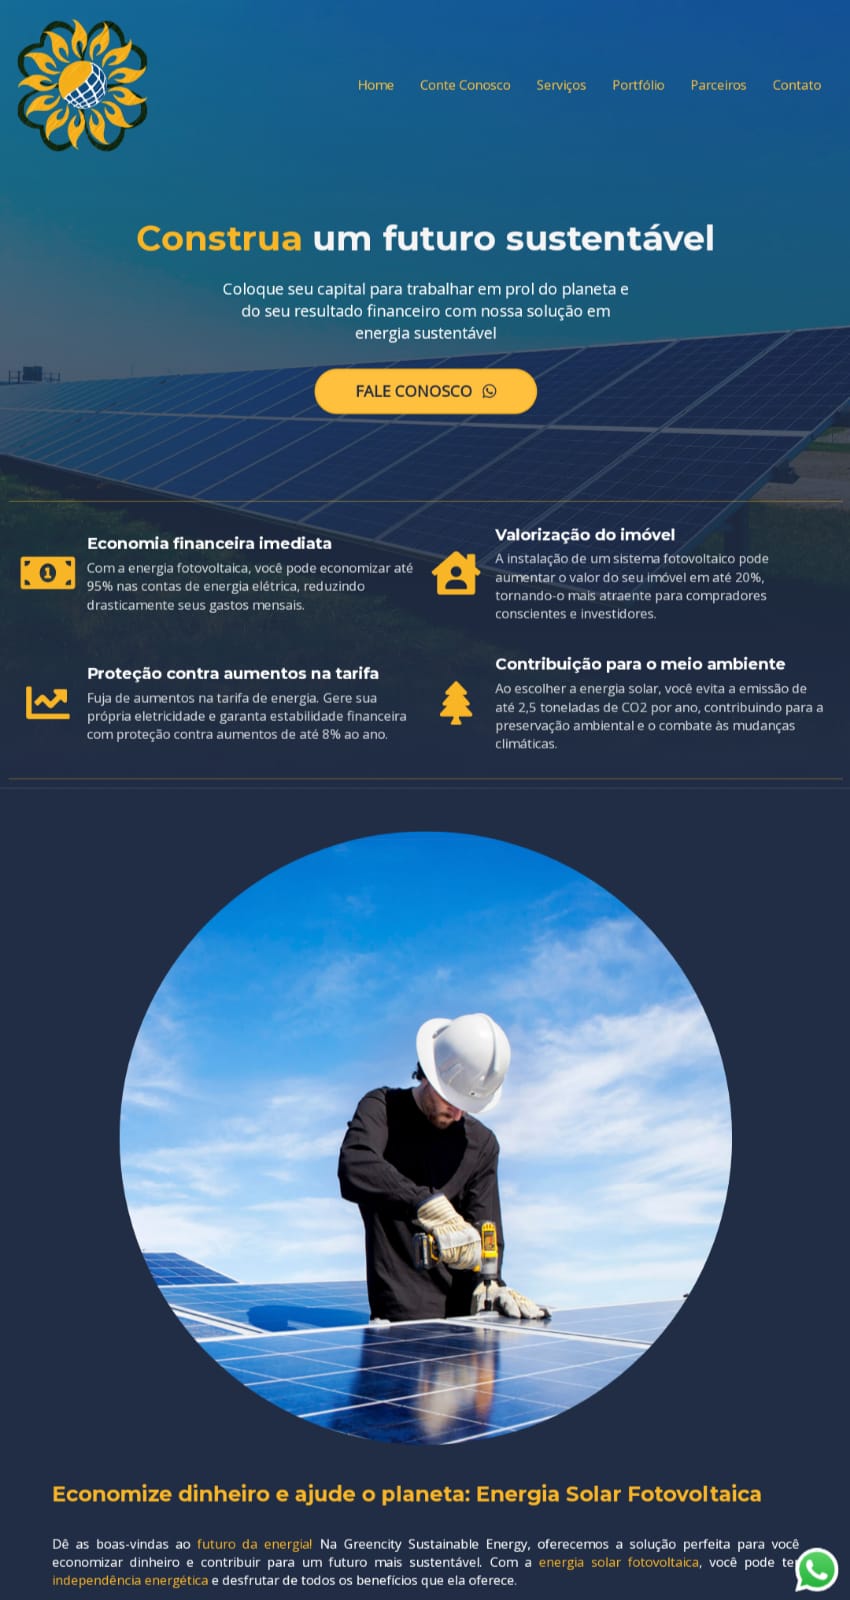 Home Conte Conosco Serviços Portfólio Parceiros Contato
Construa um futuro sustentável
Coloque seu capital para trabalhar em prol do planeta e
do seu resultado financeiro com nossa solução em
energia sustentável
FALE CONOSCO
Economia financeira imediata
Com a energia fotovoltaica, você pode economizar até
95% nas contas de energia elétrica, reduzindo
drasticamente seus gastos mensais.
Valorização do imóvel
A instalação de um sistema fotovoltaico pode
aumentar o valor do seu imóvel em até 20%,
tornando-o mais atraente para compradores
conscientes e investidores.
Proteção contra aumentos na tarifa
Fuja de aumentos na tarifa de energia. Gere sua
própria eletricidade e garanta estabilidade financeira
com proteção contra aumentos de até 8% ao ano.
Contribuição para o meio ambiente
Ao escolher a energia solar, você evita a emissão de
até 2,5 toneladas de CO2 por ano, contribuindo para a
preservação ambiental e o combate às mudanças
climáticas.
Economize dinheiro e ajude o planeta: Energia Solar Fotovoltaica
Dê as boas-vindas ao futuro da energia! Na Greencity Sustainable Energy, oferecemos a solução perfeita para você
economizar dinheiro e contribuir para um futuro mais sustentável. Com a energia solar fotovoltaica, você pode ter
independência energética e desfrutar de todos os benefícios que ela oferece.